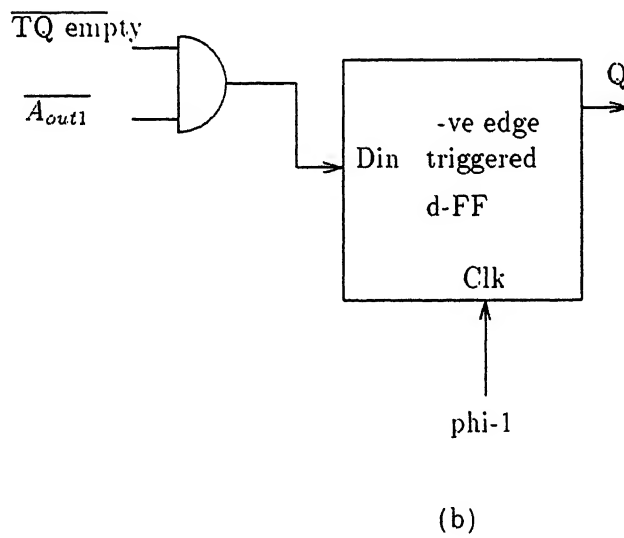 TQ empty
Q
A_out1
-ve edge
Din triggered
d-FF
Clk
phi-1
(b)